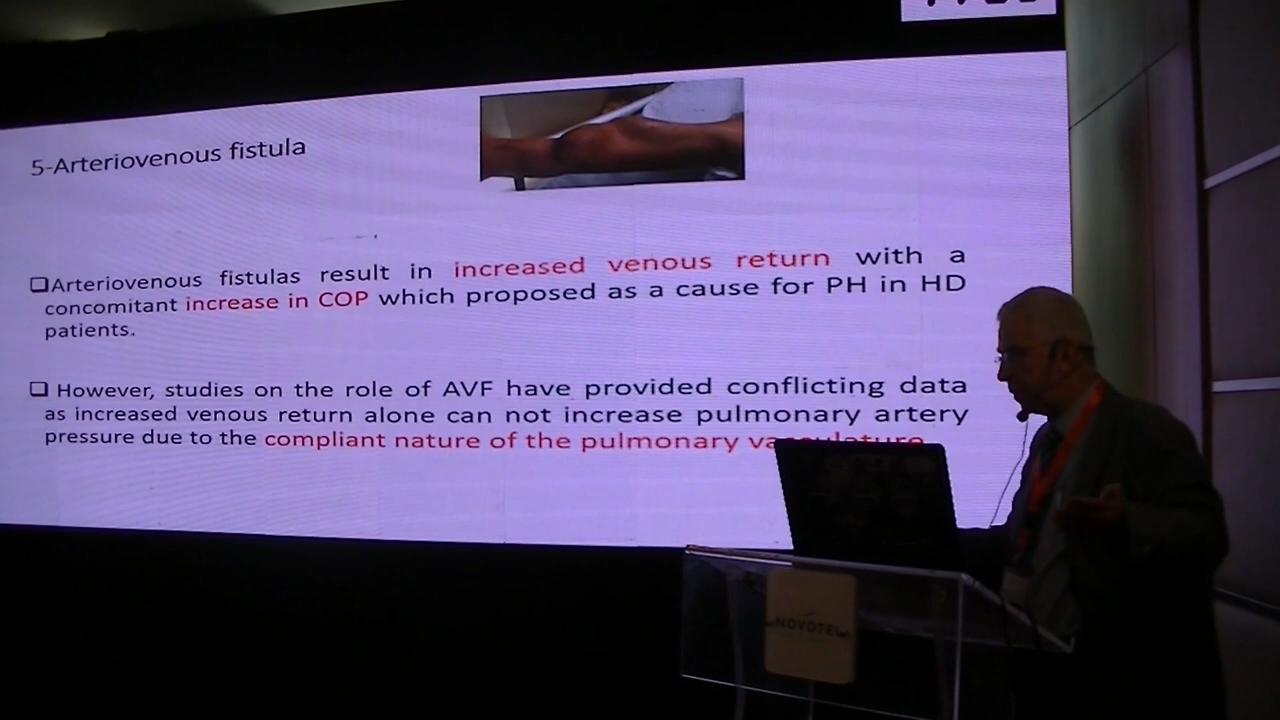 5-Arteriovenous fistula
❑Arteriovenous fistulas result in increased venous return with a
concomitant increase in COP which proposed as a cause for PH in HD
patients.
❑ However, studies on the role of AVF have provided conflicting data
as increased venous return alone can not increase pulmonary artery
pressure due to the compliant nature of the pulmonary vasculature.
NOVOTEL